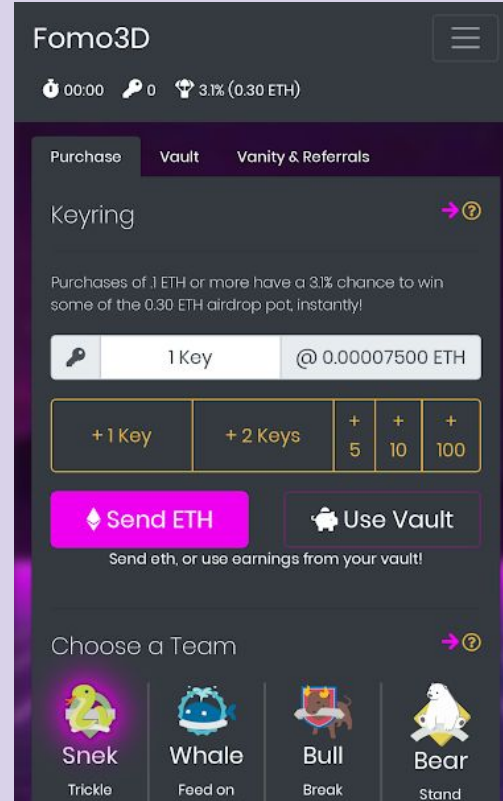 Fomo3D
00:00 0 3.1% (0.30 ETH)
Purchase Vault Vanity & Referrals
Keyring
Purchases of .1 ETH or more have a 3.1% chance to win
some of the 0.30 ETH airdrop pot, instantly!
1 Key @ 0.00007500 ETH
+ 1 Key + 2 Keys + 5 + 10 + 100
Send ETH Use Vault
Send eth, or use earnings from your vault!
Choose a Team
Snek Whale Bull Bear
Trickle Feed on Break Stand